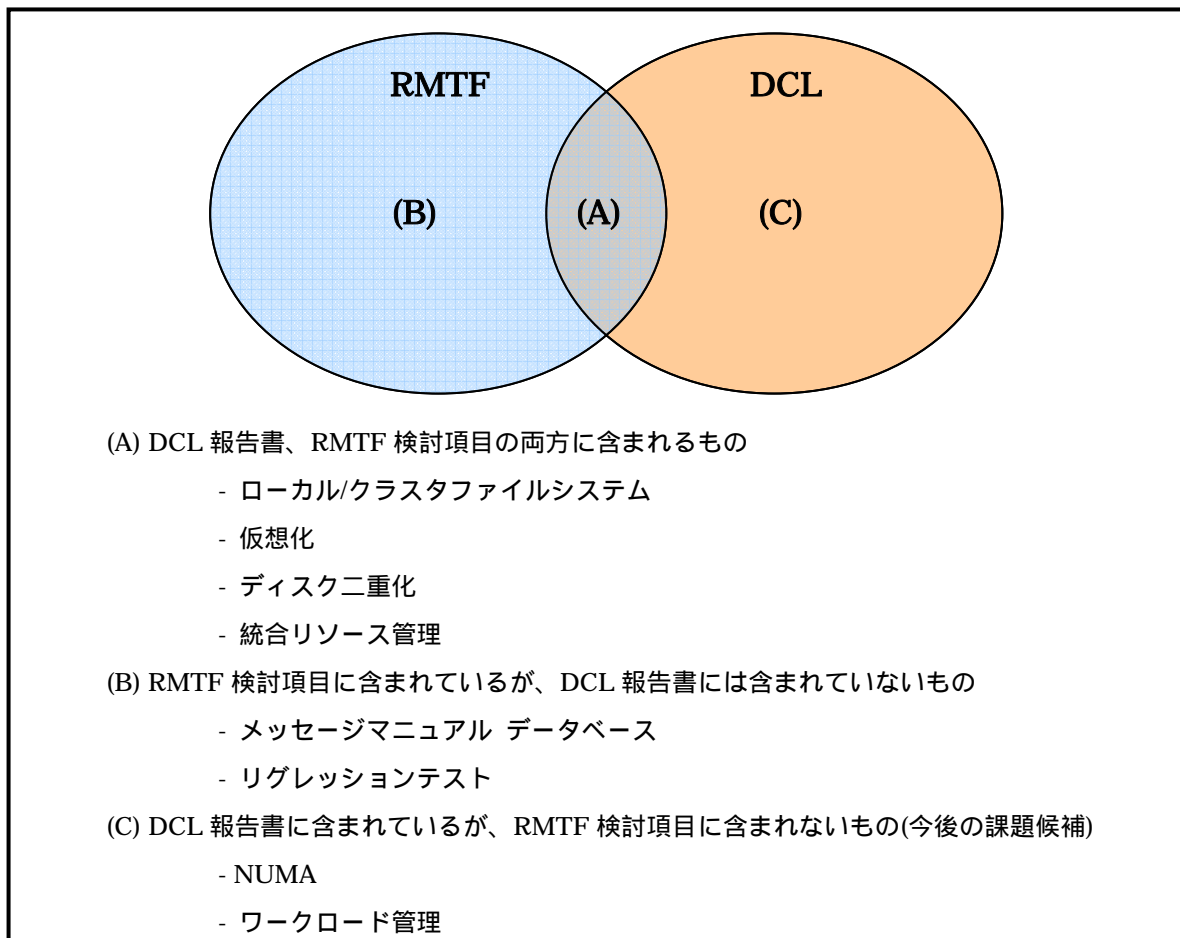 RMTF DCL
(B) (A) (C)
(A) DCL 報告書、RMTF 検討項目の両方に含まれるもの
- ローカル/クラスタファイルシステム
- 仮想化
- ディスク二重化
- 統合リソース管理
(B) RMTF 検討項目に含まれているが、DCL 報告書には含まれていないもの
- メッセージマニュアル データベース
- リグレッションテスト
(C) DCL 報告書に含まれているが、RMTF 検討項目に含まれないもの(今後の課題候補)
- NUMA
- ワークロード管理